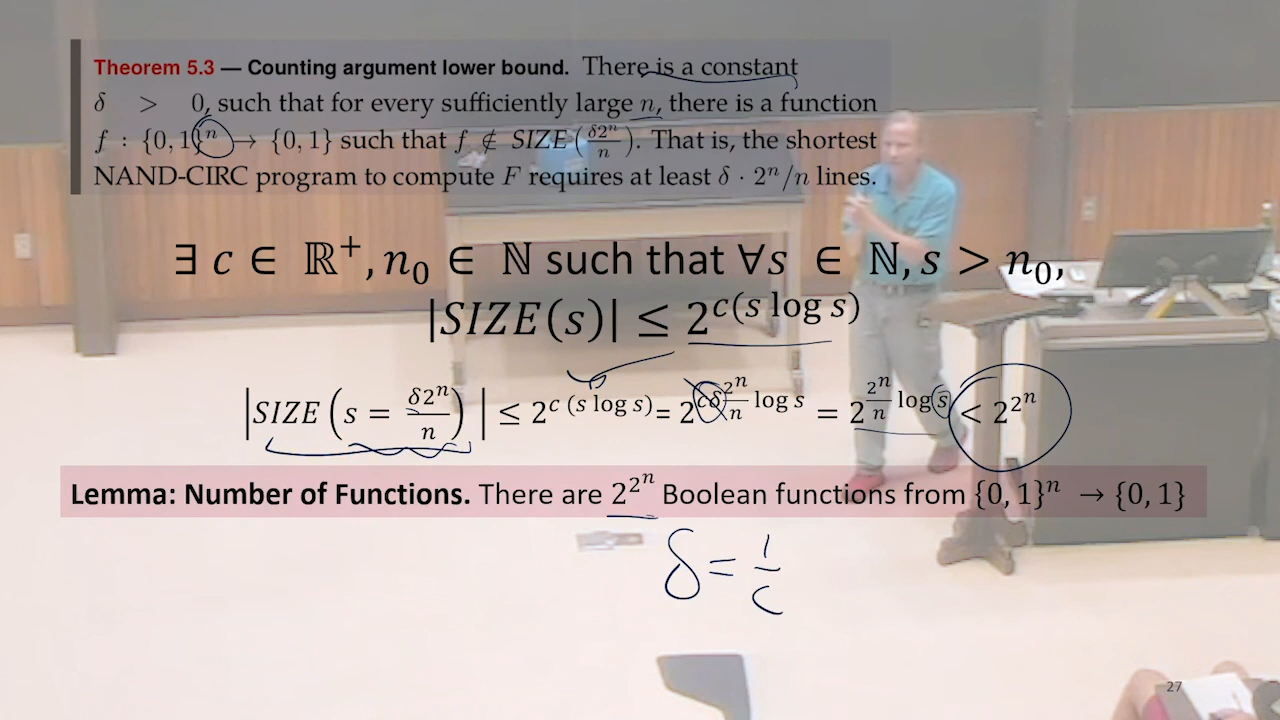 Theorem 5.3 — Counting argument lower bound. There is a constant
δ > 0, such that for every sufficiently large n, there is a function
f : {0, 1}ⁿ → {0, 1} such that f ∉ SIZE(δ2ⁿ/n). That is, the shortest
NAND-CIRC program to compute F requires at least δ · 2ⁿ/n lines.
∃ c ∈ ℝ⁺, n₀ ∈ ℕ such that ∀s ∈ ℕ, s > n₀,
|SIZE(s)| ≤ 2^{c(s log s)}
|SIZE(s = δ2ⁿ/n)| ≤ 2^{c (s log s)} = 2^{cδ 2ⁿ/n log s} = 2^{2ⁿ/n log s} < 2^{2ⁿ}
Lemma: Number of Functions. There are 2^{2ⁿ} Boolean functions from {0, 1}ⁿ → {0, 1}
δ = 1/c
27